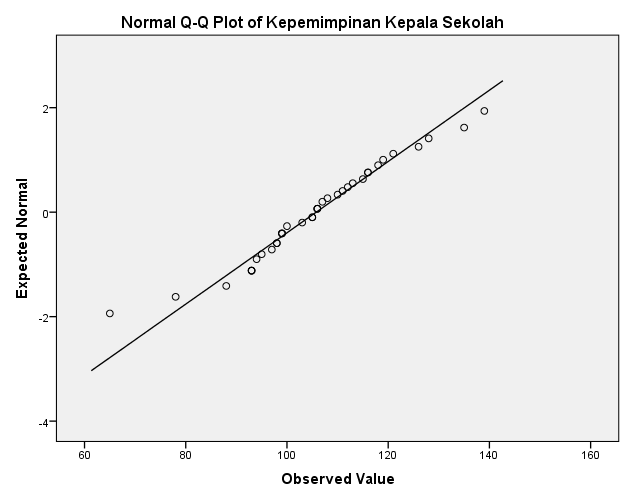 Normal Q-Q Plot of Kepemimpinan Kepala Sekolah
Expected Normal
2
0
-2
-4
60 80 100 120 140 160
Observed Value